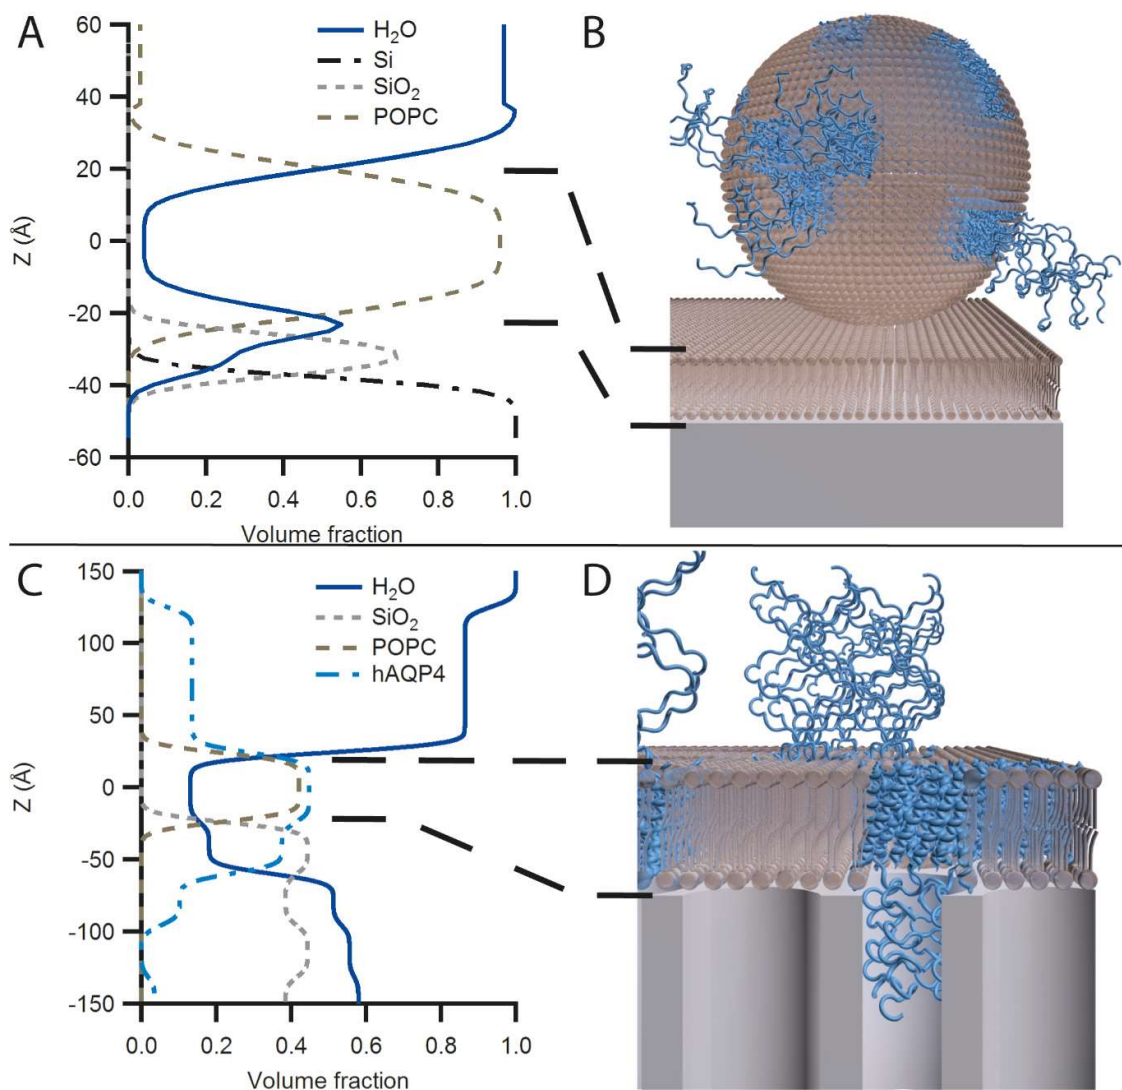 A
60
40
20
0
-20
-40
-60
Z (Å)
0.0 0.2 0.4 0.6 0.8 1.0
Volume fraction
H₂O
Si
SiO₂
POPC
B
C
150
100
50
0
-50
-100
-150
Z (Å)
0.0 0.2 0.4 0.6 0.8 1.0
Volume fraction
H₂O
SiO₂
POPC
hAQP4
D